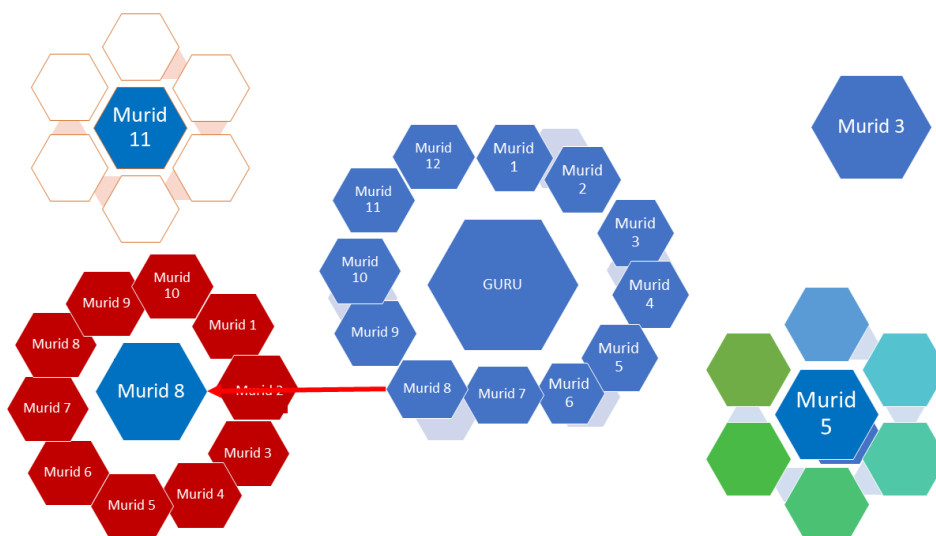 Murid
11
Murid 3
Murid
12
Murid
1
Murid
2
Murid
11
Murid
3
Murid
10
GURU
Murid
4
Murid 9
Murid
5
Murid 8
Murid 7
Murid
6
Murid
10
Murid 9
Murid 1
Murid 8
Murid 8
Murid 2
Murid 7
Murid 3
Murid 6
Murid 4
Murid 5
Murid
5